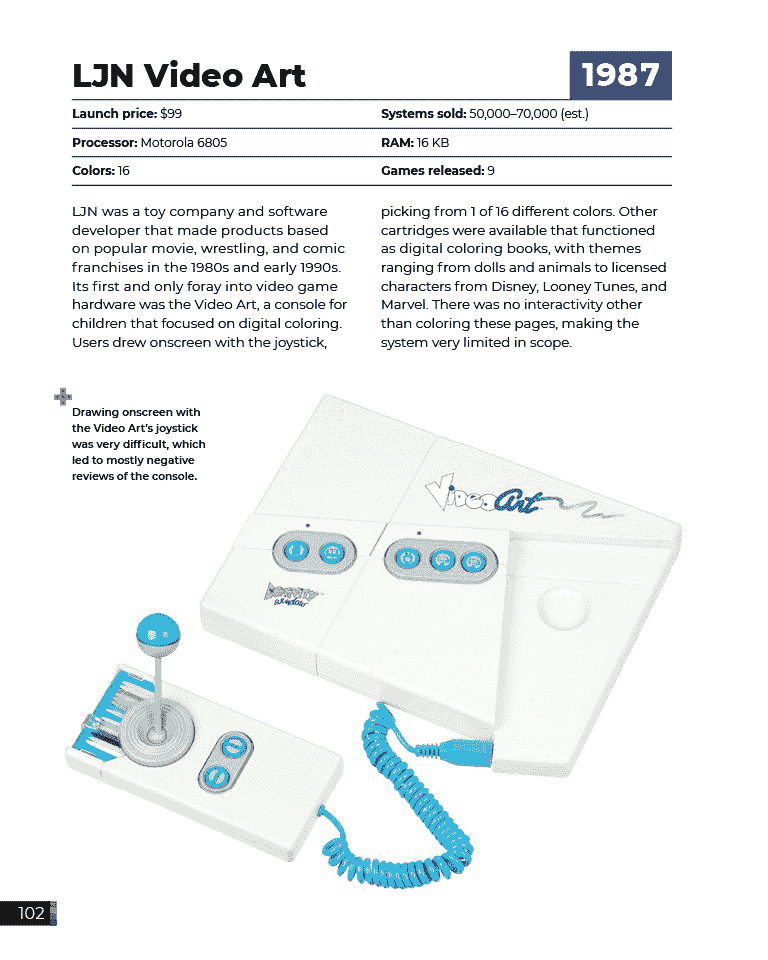 LJN Video Art
1987
Launch price: $99
Systems sold: 50,000–70,000 (est.)
Processor: Motorola 6805
RAM: 16 KB
Colors: 16
Games released: 9
LJN was a toy company and software
developer that made products based
on popular movie, wrestling, and comic
franchises in the 1980s and early 1990s.
Its first and only foray into video game
hardware was the Video Art, a console for
children that focused on digital coloring.
Users drew onscreen with the joystick,
picking from 1 of 16 different colors. Other
cartridges were available that functioned
as digital coloring books, with themes
ranging from dolls and animals to licensed
characters from Disney, Looney Tunes, and
Marvel. There was no interactivity other
than coloring these pages, making the
system very limited in scope.
Drawing onscreen with
the Video Art's joystick
was very difficult, which
led to mostly negative
reviews of the console.
Video Art
window
102